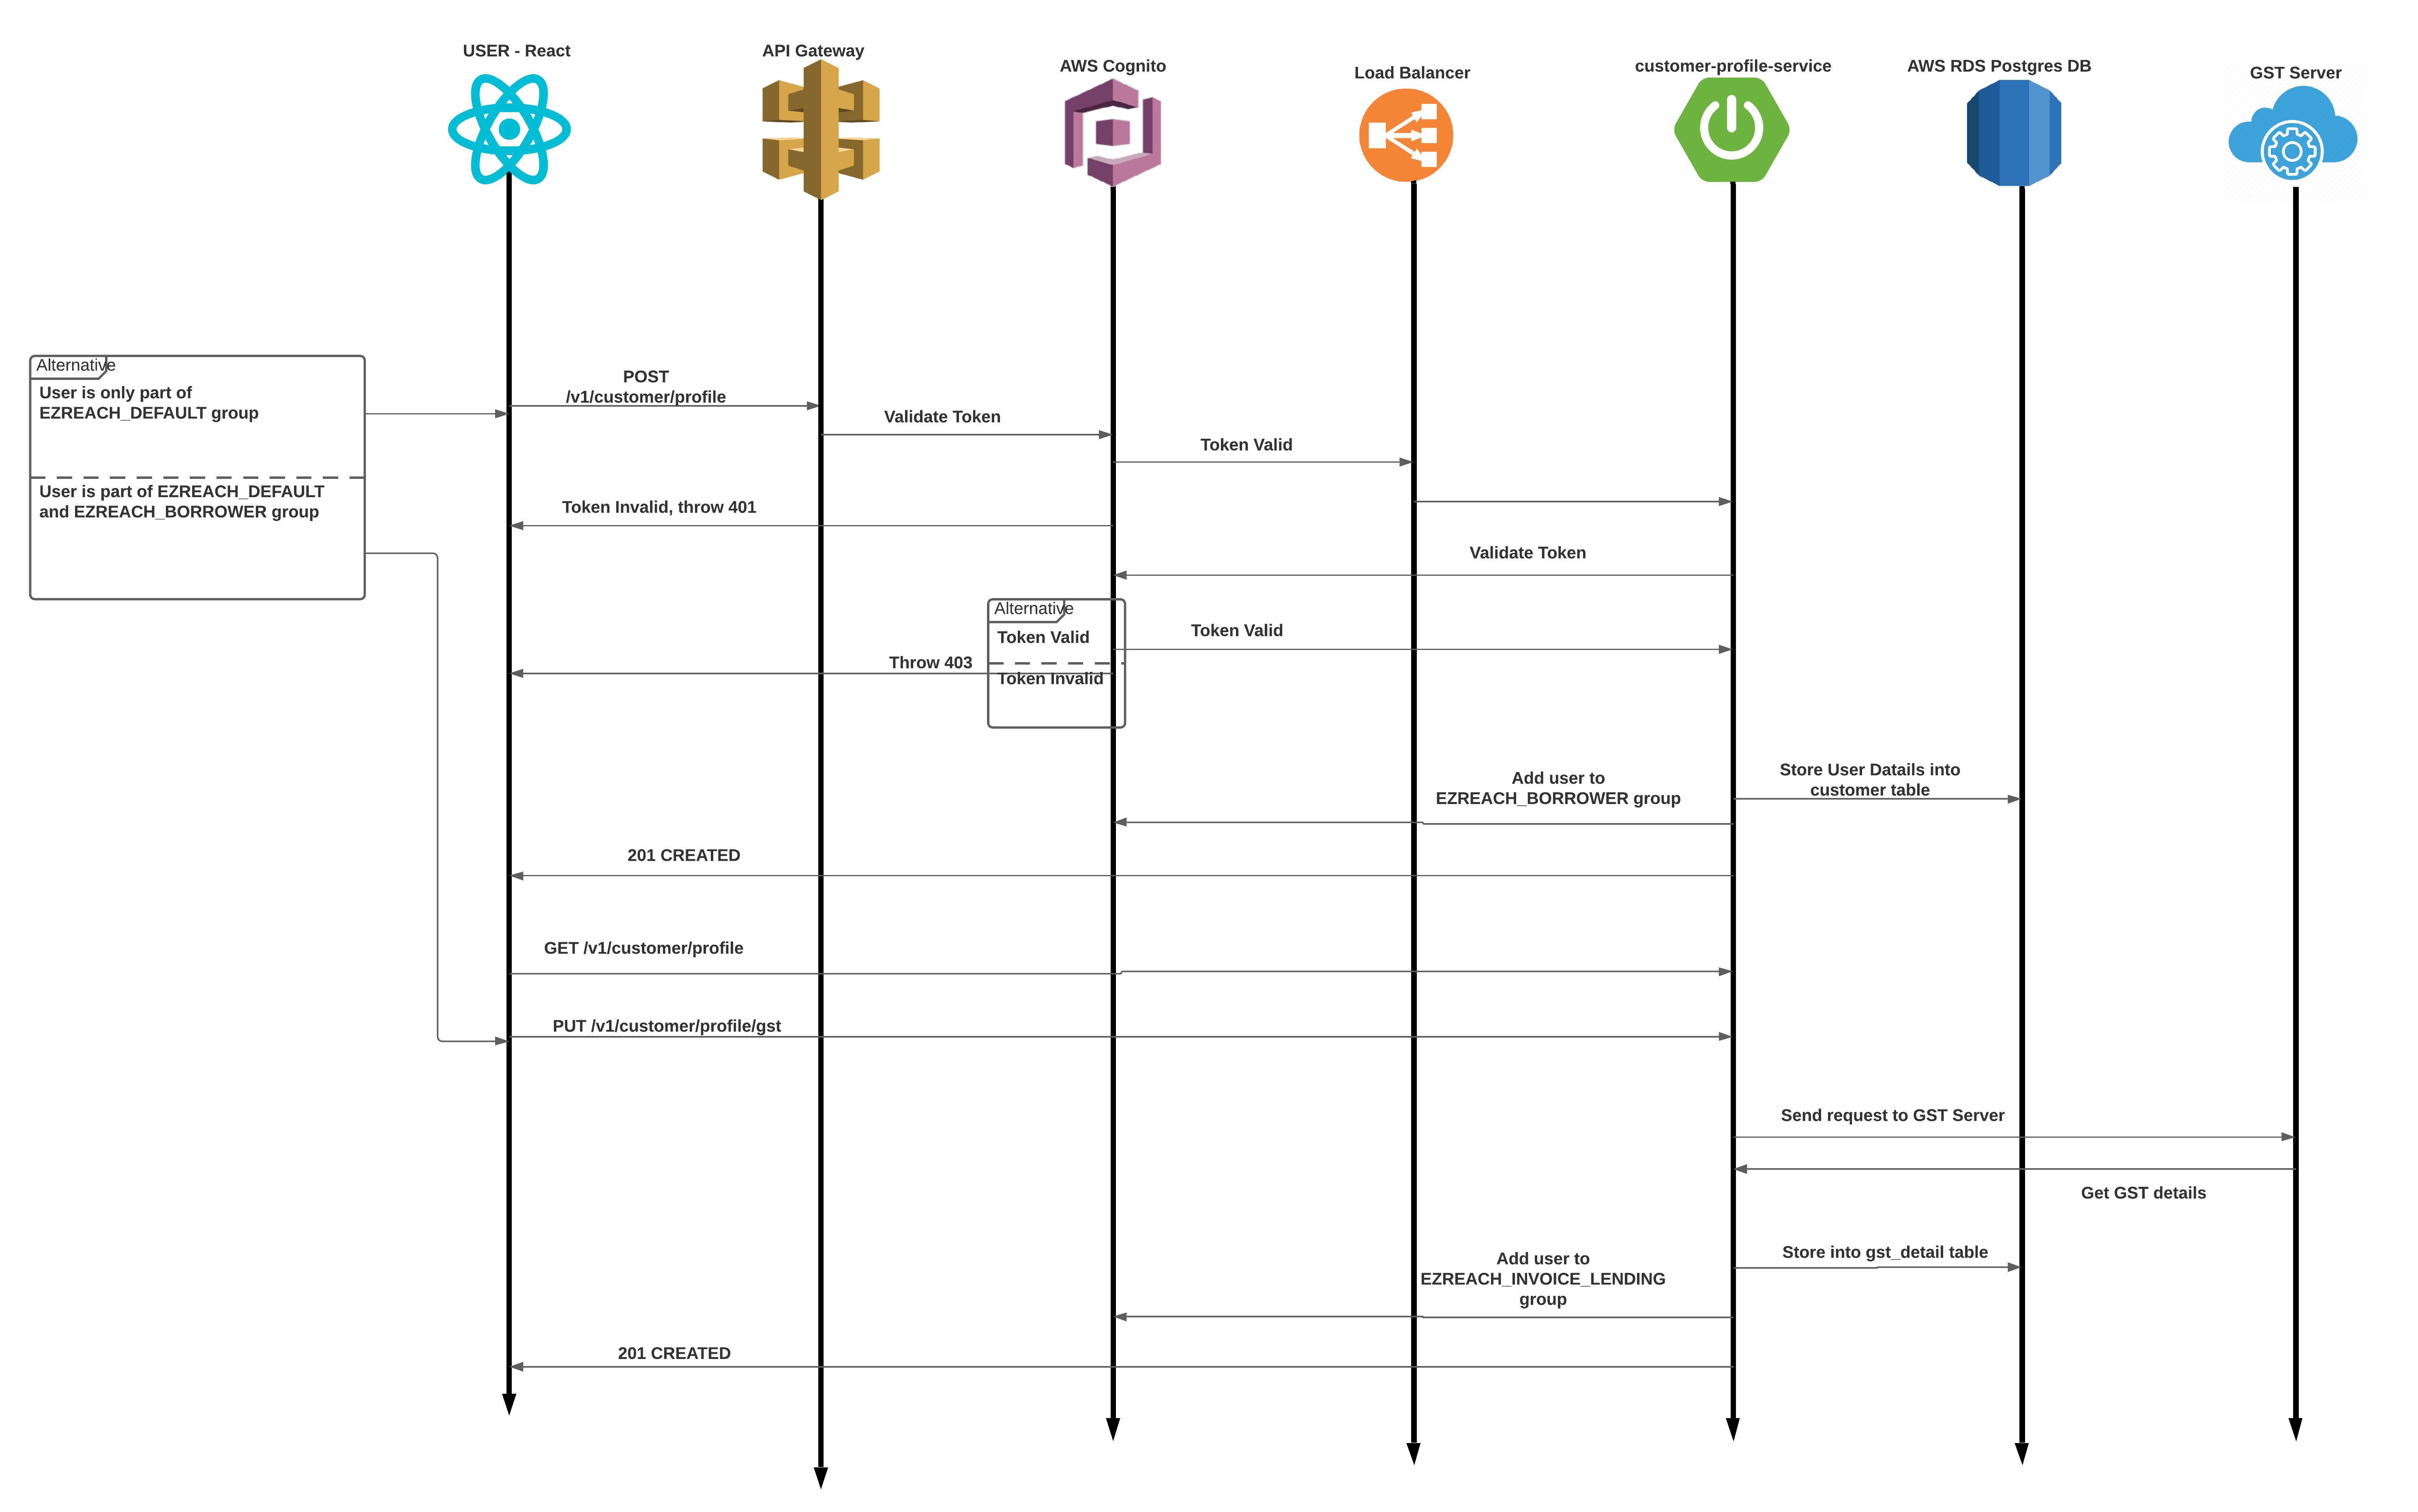 USER - React
API Gateway
AWS Cognito
Load Balancer
customer-profile-service
AWS RDS Postgres DB
GST Server
Alternative
User is only part of
EZREACH_DEFAULT group
User is part of EZREACH_DEFAULT
and EZREACH_BORROWER group
POST
/v1/customer/profile
Validate Token
Token Valid
Token Invalid, throw 401
Validate Token
Alternative
Token Valid
Token Invalid
Token Valid
Throw 403
Store User Datails into
customer table
Add user to
EZREACH_BORROWER group
201 CREATED
GET /v1/customer/profile
PUT /v1/customer/profile/gst
Send request to GST Server
Get GST details
Store into gst_detail table
Add user to
EZREACH_INVOICE_LENDING
group
201 CREATED